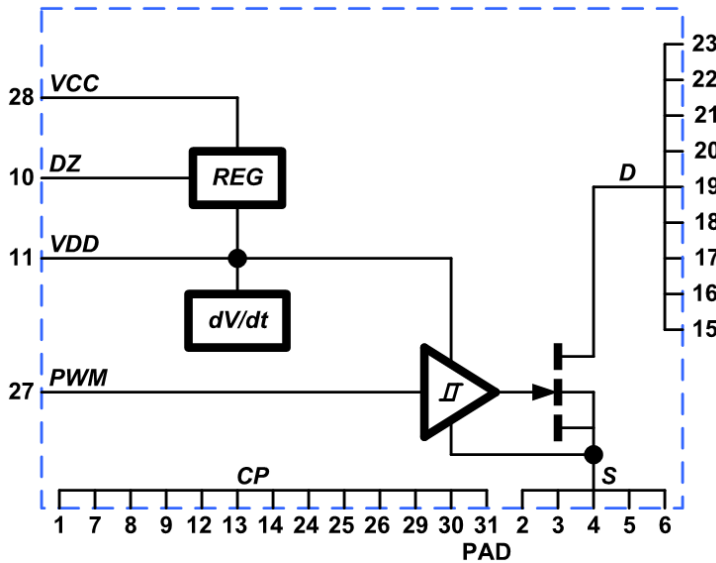 23
28 VCC 22
21
20
10 DZ REG D 19
18
11 VDD 17
dV/dt 16
15
27 PWM
CP S
1 7 8 9 12 13 14 24 25 26 29 30 31 2 3 4 5 6
PAD